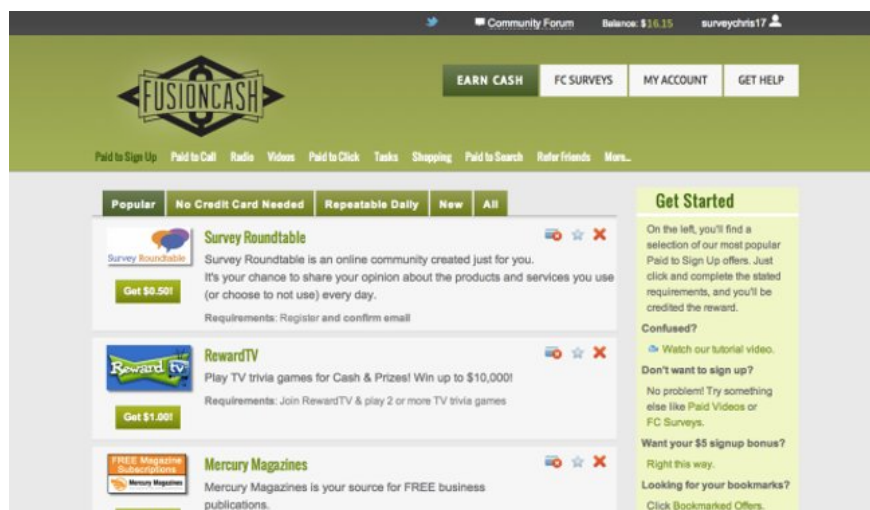 Community Forum Balance: $16.15 surveychris17
FUSIONCASH
EARN CASH FC SURVEYS MY ACCOUNT GET HELP
Paid to Sign Up Paid to Call Radio Videos Paid to Click Tasks Shopping Paid to Search Refer friends More...
Popular No Credit Card Needed Repeatable Daily New All
Survey Roundtable
Survey Roundtable
Survey Roundtable is an online community created just for you.
It's your chance to share your opinion about the products and services you use
(or choose to not use) every day.
Get $0.50!
Requirements: Register and confirm email
Reward TV
RewardTV
Play TV trivia games for Cash & Prizes! Win up to $10,000!
Requirements: Join RewardTV & play 2 or more TV trivia games
Get $1.00!
FREE Magazine
Subscriptions
Mercury Magazines
Mercury Magazines
Mercury Magazines is your source for FREE business
publications.
Get Started
On the left, you'll find a
selection of our most popular
Paid to Sign Up offers. Just
click and complete the stated
requirements, and you'll be
credited the reward.
Confused?
Watch our tutorial video.
Don't want to sign up?
No problem! Try something
else like Paid Videos or
FC Surveys.
Want your $5 signup bonus?
Right this way.
Looking for your bookmarks?
Click Bookmarked Offers.